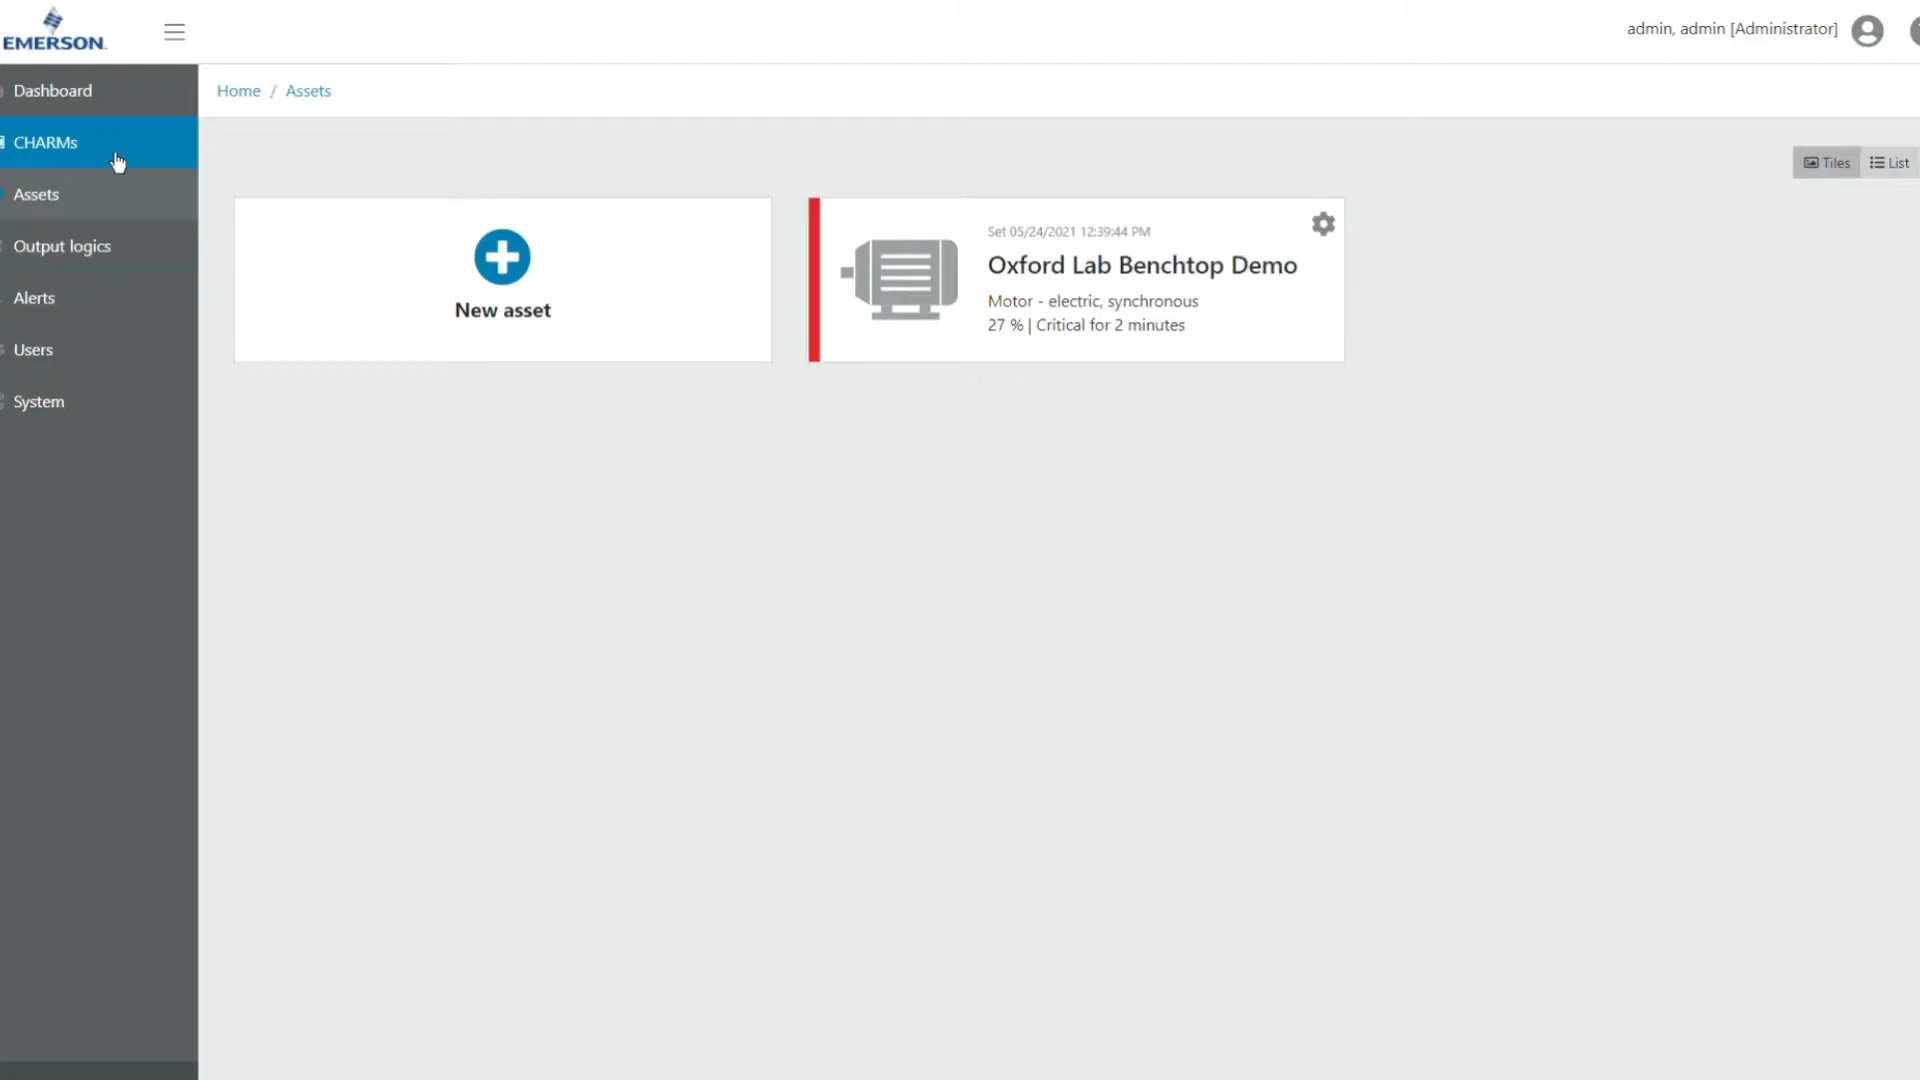 EMERSON
admin, admin [Administrator]
Dashboard
CHARMs
Assets
Output logics
Alerts
Users
System
Home / Assets
Tiles
List
New asset
Set 05/24/2021 12:39:44 PM
Oxford Lab Benchtop Demo
Motor - electric, synchronous
27 % | Critical for 2 minutes